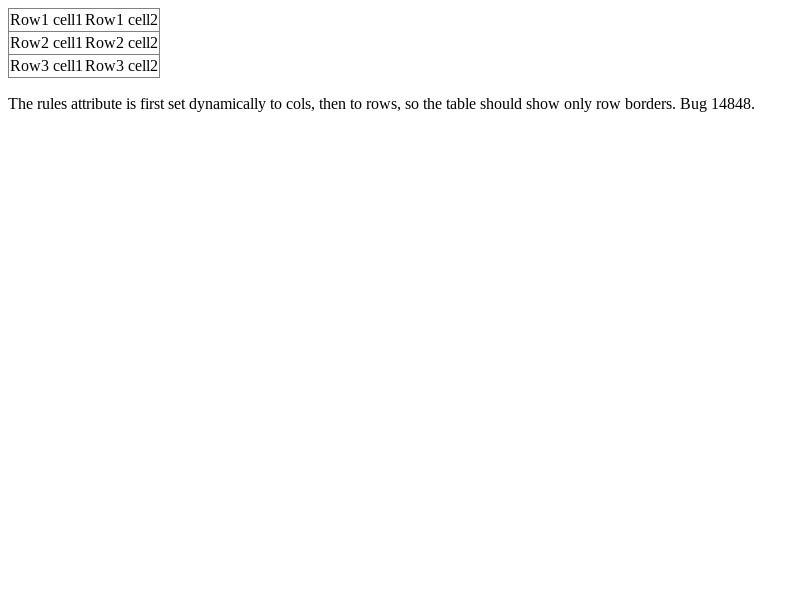 Row1 cell1 Row1 cell2
Row2 cell1 Row2 cell2
Row3 cell1 Row3 cell2
The rules attribute is first set dynamically to cols, then to rows, so the table should show only row borders. Bug 14848.